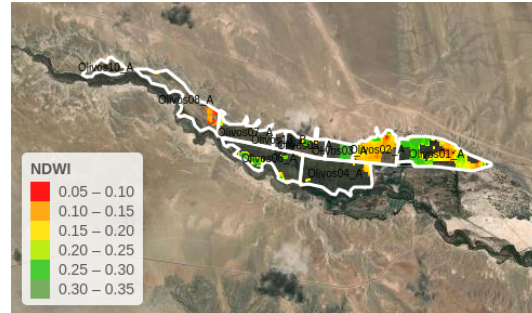 Olivos10_A
Olivos08_A
Olivos02_A
Olivos01_A
Olivos06_A
Olivos04_A
NDWI
0.05 – 0.10
0.10 – 0.15
0.15 – 0.20
0.20 – 0.25
0.25 – 0.30
0.30 – 0.35